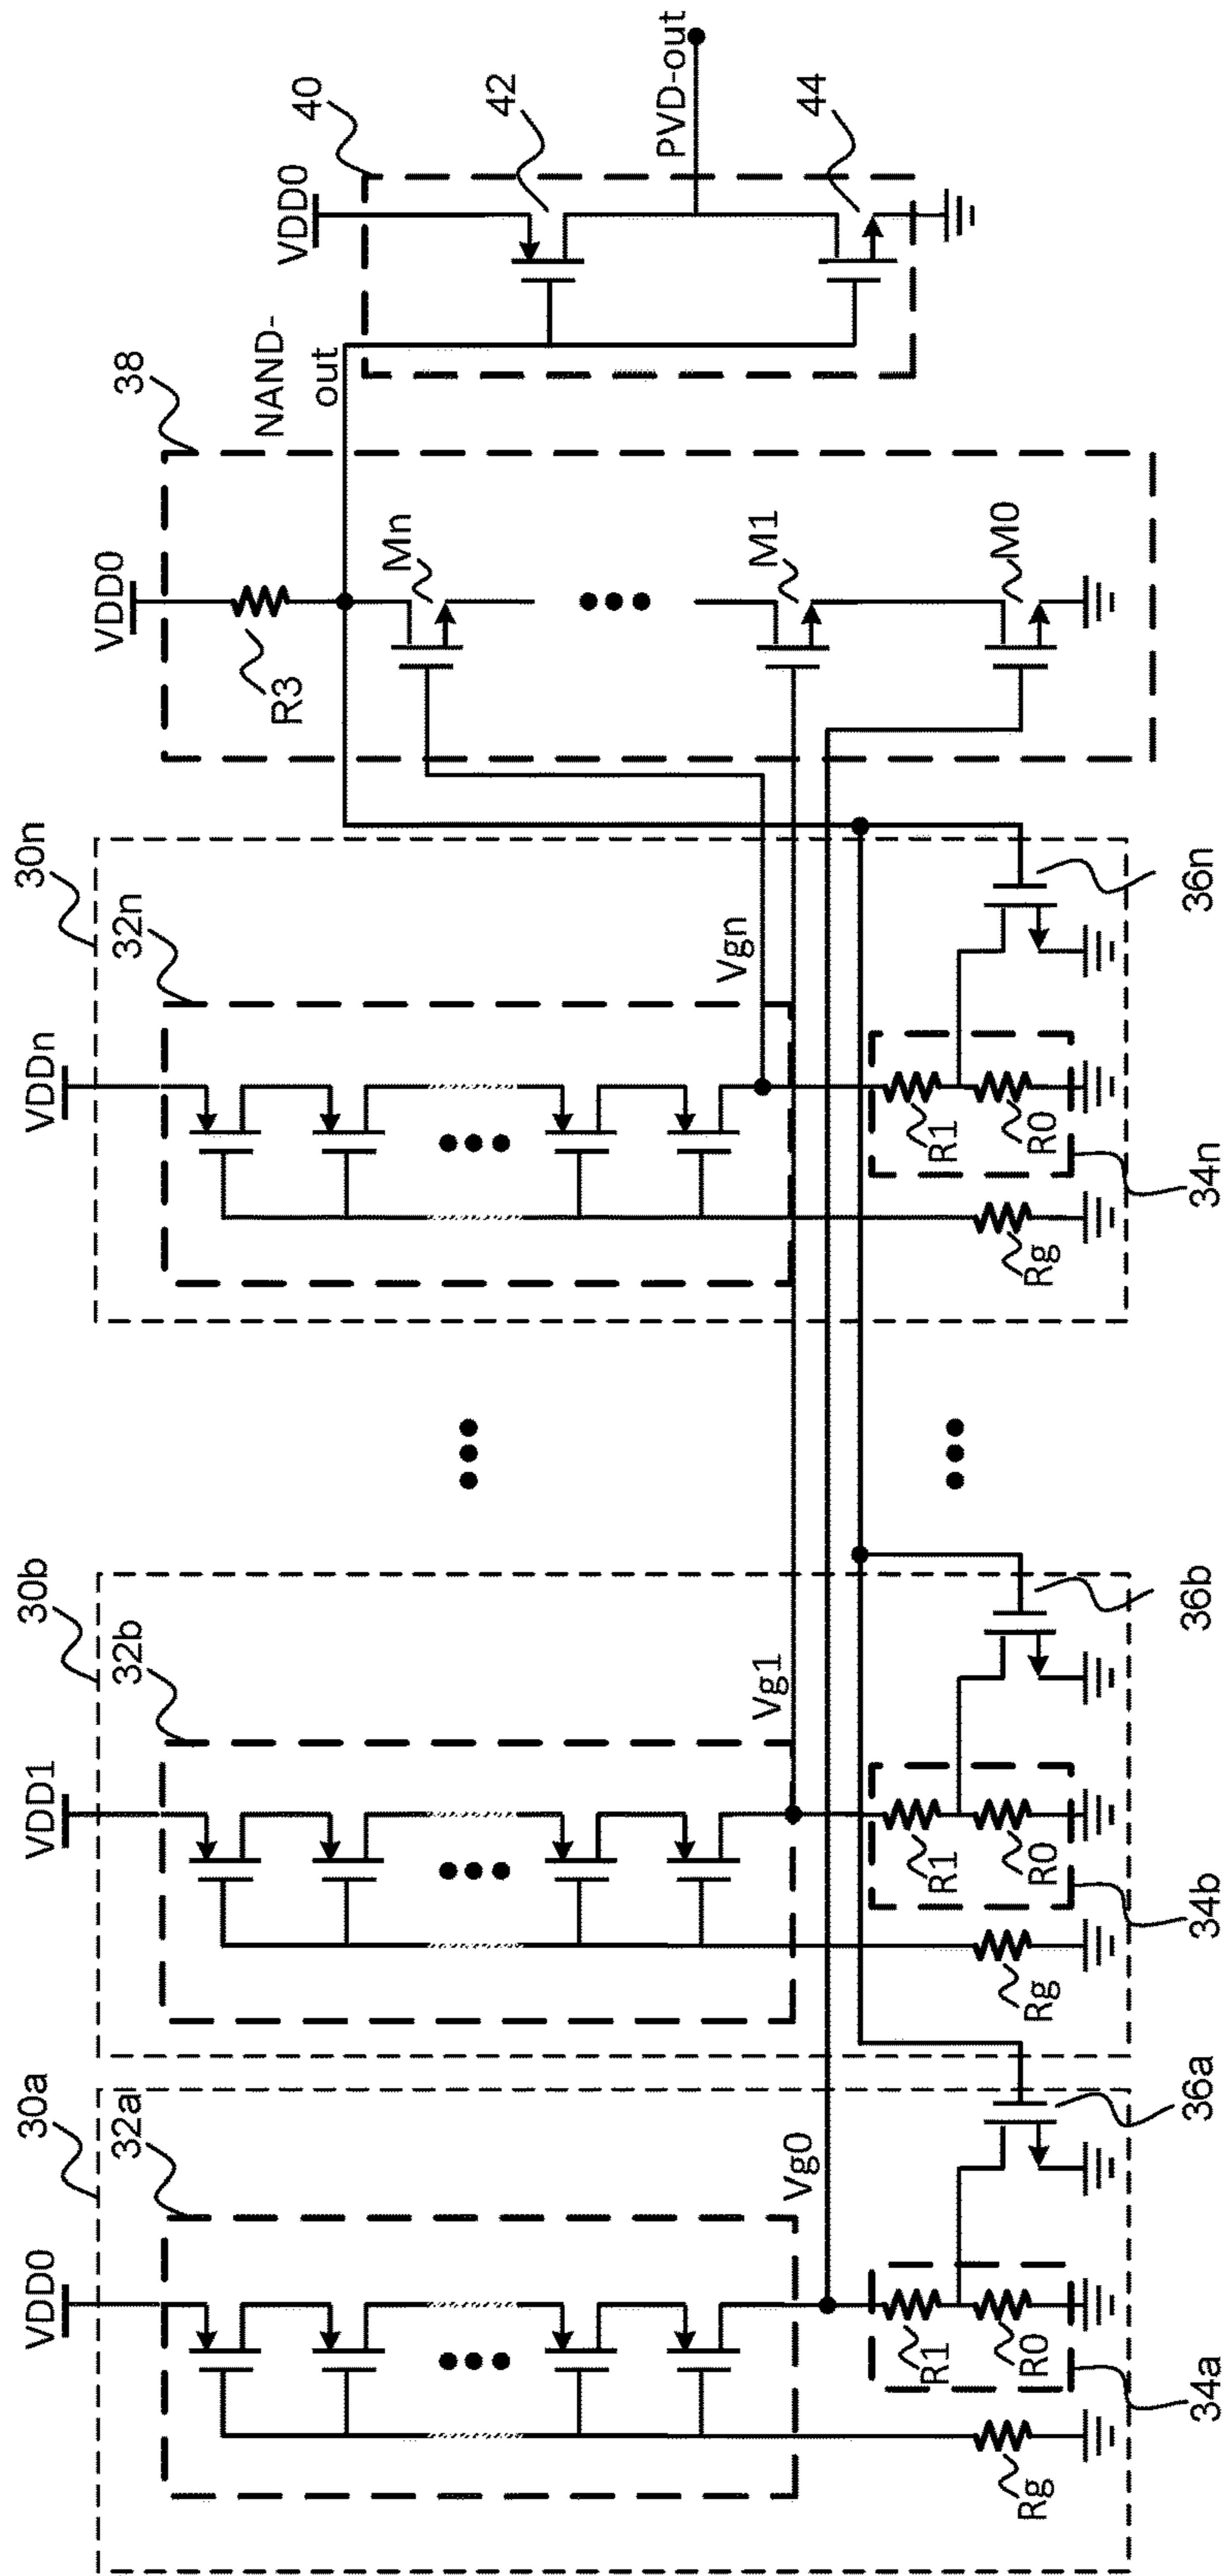 30a
VDD0
32a
Vg0
R1
R0
Rg
34a
36a
30b
VDD1
32b
Vg1
R1
R0
Rg
34b
36b
30n
VDDn
32n
Vgn
R1
R0
Rg
34n
36n
38
VDD0
R3
NAND-
out
Mn
M1
M0
40
VDD0
42
PVD-out
44